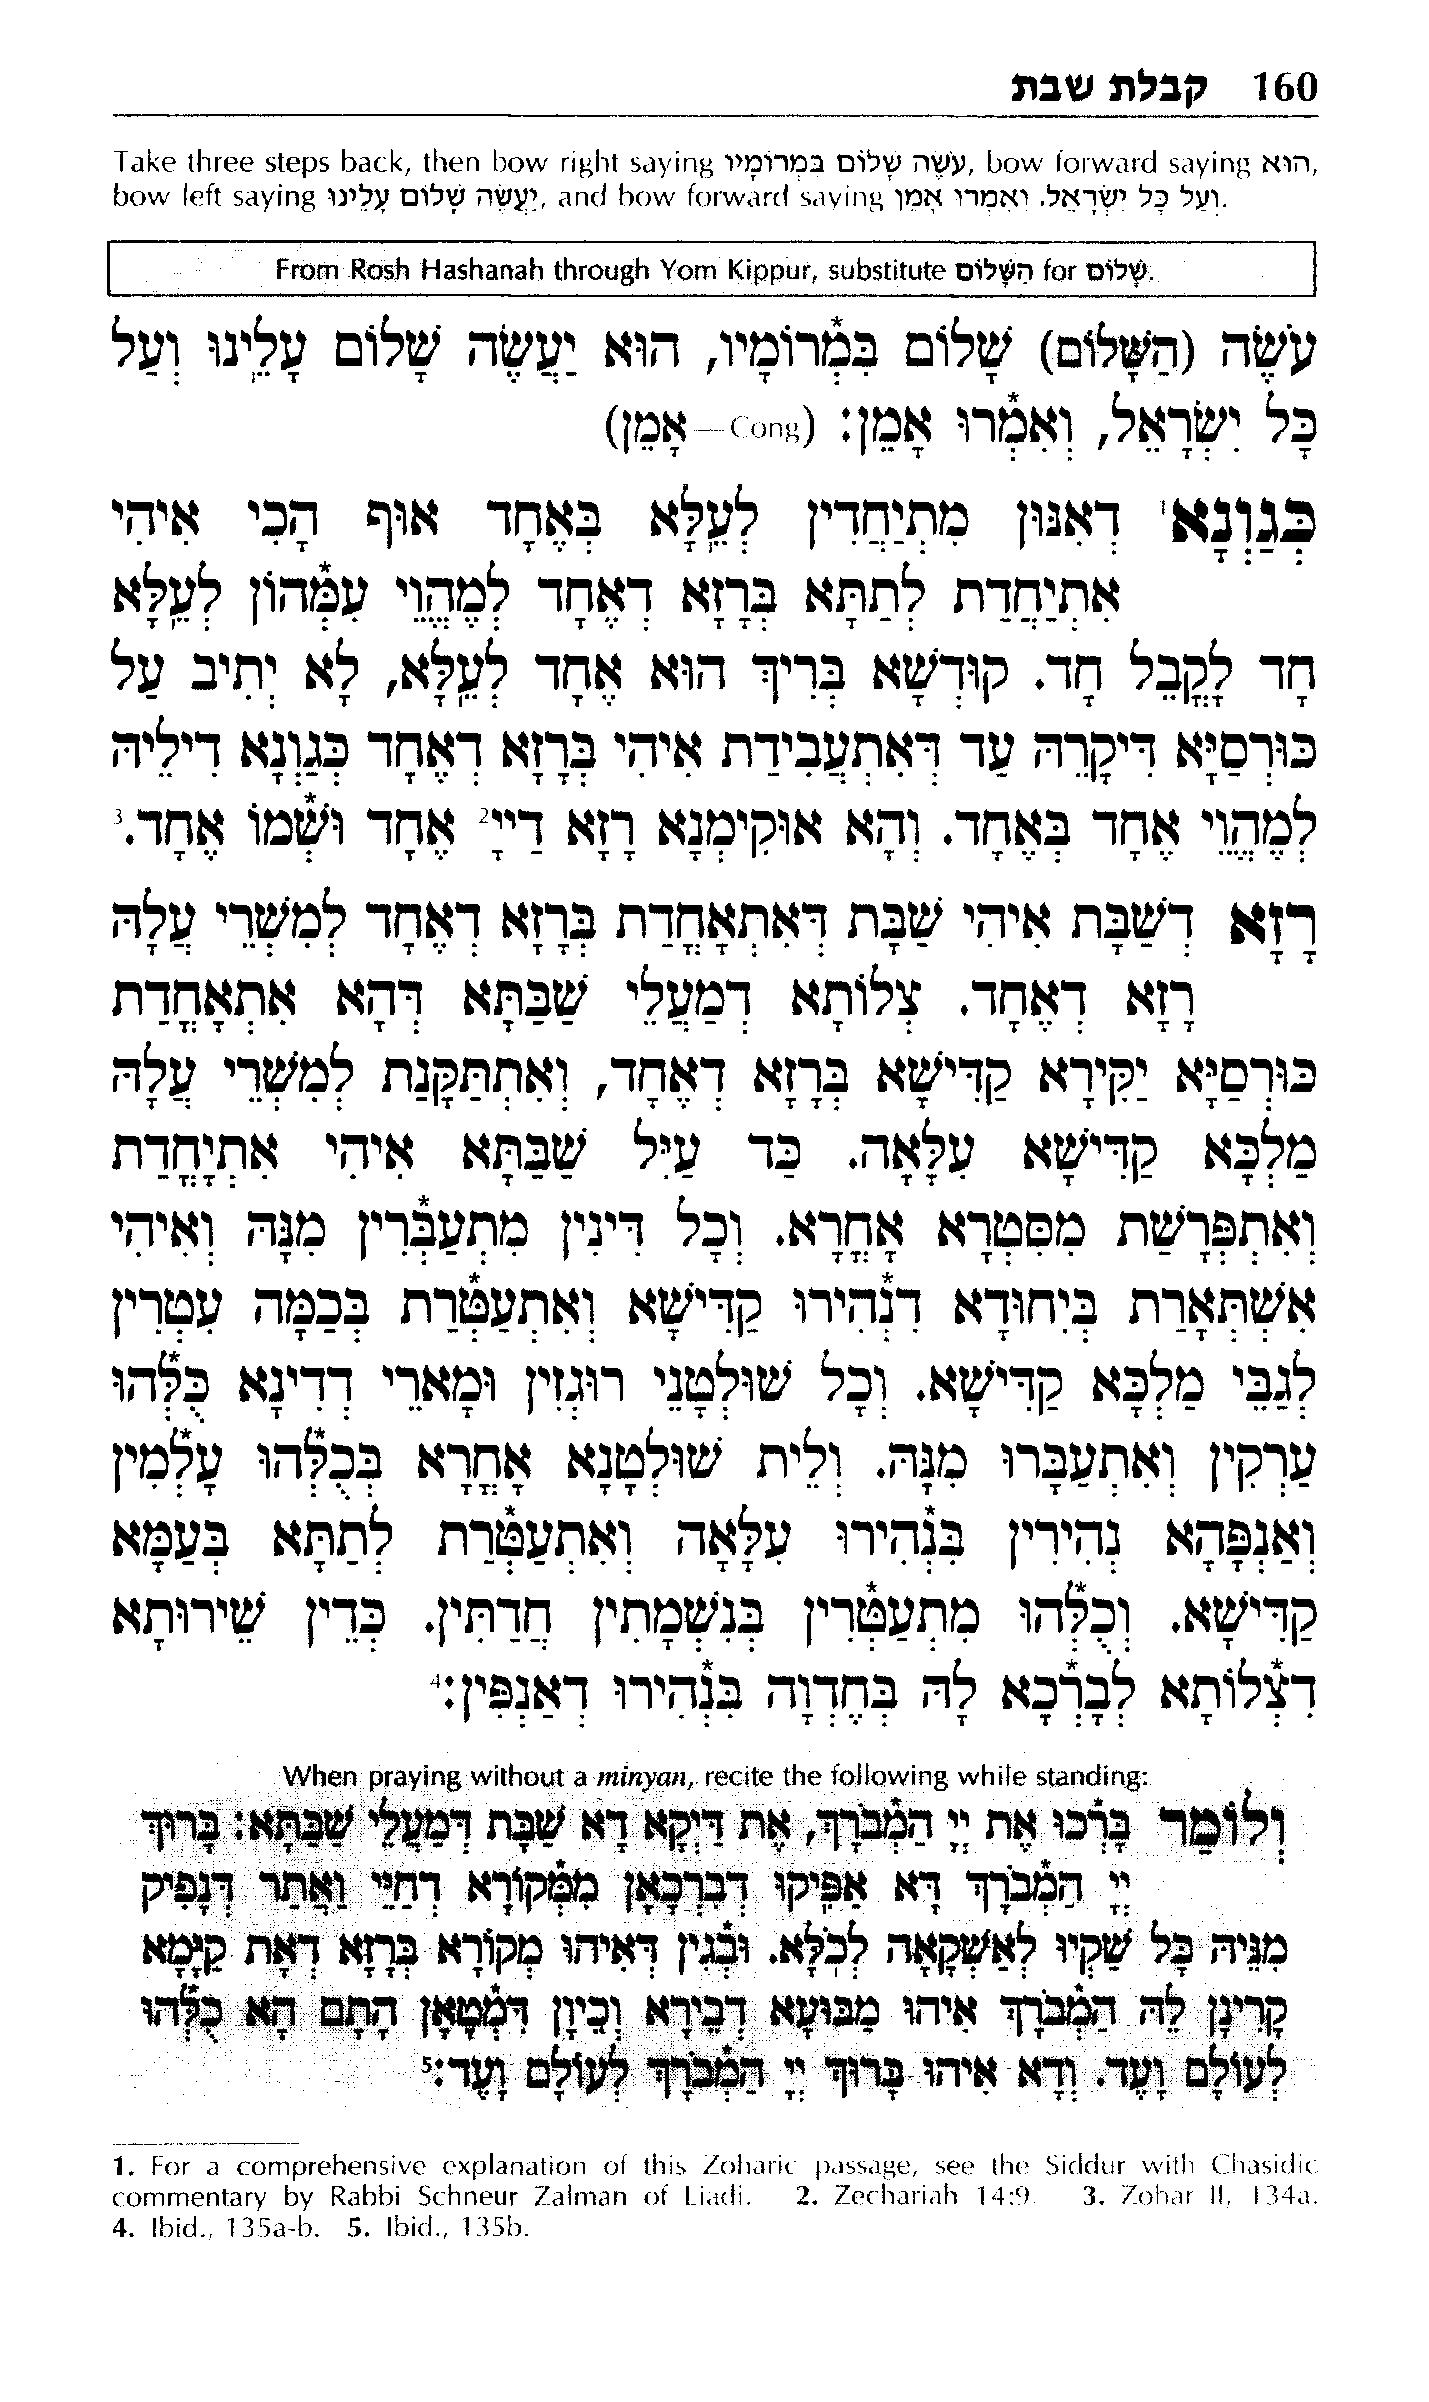 160 קבלת שבת
Take three steps back, then bow right saying עֹשֶׂה שָׁלוֹם בִּמְרוֹמָיו, bow forward saying הוּא,
bow left saying יַעֲשֶׂה שָׁלוֹם עָלֵינוּ, and bow forward saying וְעַל כָּל יִשְׂרָאֵל. וְאִמְרוּ אָמֵן.
From Rosh Hashanah through Yom Kippur, substitute הַשָּׁלוֹם for שָׁלוֹם.
עֹשֶׂה (הַשָּׁלוֹם) שָׁלוֹם בִּמְ֯רוֹמָיו, הוּא יַעֲשֶׂה שָׁלוֹם עָלֵינוּ וְעַל
כָּל יִשְׂרָאֵל, וְאִמְ֯רוּ אָמֵן: (Cong—אָמֵן)
כְּגַוְנָא¹ דְאִנּוּן מִתְיַחֲדִין לְעֵלָּא בְּאֶחָד אוּף הָכִי אִיהִי
אִתְיַחֲדַת לְתַתָּא בְּרָזָא דְאֶחָד לְמֶהֱוֵי עִמְּ֯הוֹן לְעֵלָּא
חָד לָקֳבֵל חָד. קוּדְשָׁא בְּרִיךְ הוּא אֶחָד לְעֵלָּא, לָא יְתִיב עַל
כּוּרְסַיָּא דִּיקָרֵהּ עַד דְּאִתְעֲבִידַת אִיהִי בְּרָזָא דְאֶחָד כְּגַוְנָא דִילֵיהּ
לְמֶהֱוֵי אֶחָד בְּאֶחָד. וְהָא אוּקִימְנָא רָזָא דַיְיָ² אֶחָד וּשְׁ֯מוֹ אֶחָד.³
רָזָא דְשַׁבָּת אִיהִי שַׁבָּת דְּאִתְאָחֳדַת בְּרָזָא דְאֶחָד לְמִשְׁרֵי עֲלָהּ
רָזָא דְאֶחָד. צְלוֹתָא דְמַעֲלֵי שַׁבַּתָּא דְּהָא אִתְאָחֳדַת
כּוּרְסַיָּא יַקִּירָא קַדִּישָׁא בְּרָזָא דְאֶחָד, וְאִתְתַּקָּנַת לְמִשְׁרֵי עֲלָהּ
מַלְכָּא קַדִּישָׁא עִלָּאָה. כַּד עַיִּל שַׁבַּתָּא אִיהִי אִתְיָחֳדַת
וְאִתְפְּרָשַׁת מִסִּטְרָא אָחֳרָא. וְכָל דִּינִין מִתְעַבְּ֯רִין מִנָּהּ וְאִיהִי
אִשְׁתְּאָרַת בְּיִחוּדָא דִנְ֯הִירוּ קַדִּישָׁא וְאִתְעַטְּ֯רַת בְּכַמָּה עִטְרִין
לְגַבֵּי מַלְכָּא קַדִּישָׁא. וְכָל שׁוּלְטָנֵי רוּגְזִין וּמָארֵי דְדִינָא כֻּלְּ֯הוּ
עַרְקִין וְאִתְעַבָּרוּ מִנָּהּ. וְלֵית שׁוּלְטָנָא אָחֳרָא בְּכֻלְּ֯הוּ עָלְ֯מִין
וְאַנְפָּהָא נְהִירִין בִּנְ֯הִירוּ עִלָּאָה וְאִתְעַטְּ֯רַת לְתַתָּא בְּעַמָּא
קַדִּישָׁא. וְכֻלְּ֯הוּ מִתְעַטְּ֯רִין בְּנִשְׁמָתִין חֲדַתִּין. כְּדֵין שֵׁירוּתָא
דִצְ֯לוֹתָא לְבָרְ֯כָא לָהּ בְּחֶדְוָה בִּנְ֯הִירוּ דְאַנְפִּין:⁴
When praying without a minyan, recite the following while standing:
וְלוֹמַר בָּרְ֯כוּ אֶת יְיָ הַמְ֯בֹרָךְ, אֶת דַּיְקָא דָא שַׁבָּת דְּמַעֲלֵי שַׁבַּתָּא: בָּרוּךְ
יְיָ הַמְ֯בֹרָךְ דָּא אַפִּיקוּ דְבִרְכָאָן מִמְּ֯קוֹרָא דְחַיֵּי וַאֲתַר דְּנָפִיק
מִנֵּיהּ כָּל שַׁקְיוּ לְאַשְׁקָאָה לְכֹלָּא. וּבְ֯גִין דְּאִיהוּ מְקוֹרָא בְּרָזָא דְאָת קַיָּמָא
קָרִינָן לֵהּ הַמְ֯בֹרָךְ אִיהוּ מַבּוּעָא דְבֵירָא וְכֵיוָן דִּמְ֯טָאָן הָתָם הָא כֻּלְּ֯הוּ
לְעוֹלָם וָעֶד. וְדָא אִיהוּ בָּרוּךְ יְיָ הַמְ֯בֹרָךְ לְעוֹלָם וָעֶד:⁵
1. For a comprehensive explanation of this Zoharic passage, see the Siddur with Chasidic
commentary by Rabbi Schneur Zalman of Liadi. 2. Zechariah 14:9. 3. Zohar II, 134a.
4. Ibid., 135a-b. 5. Ibid., 135b.